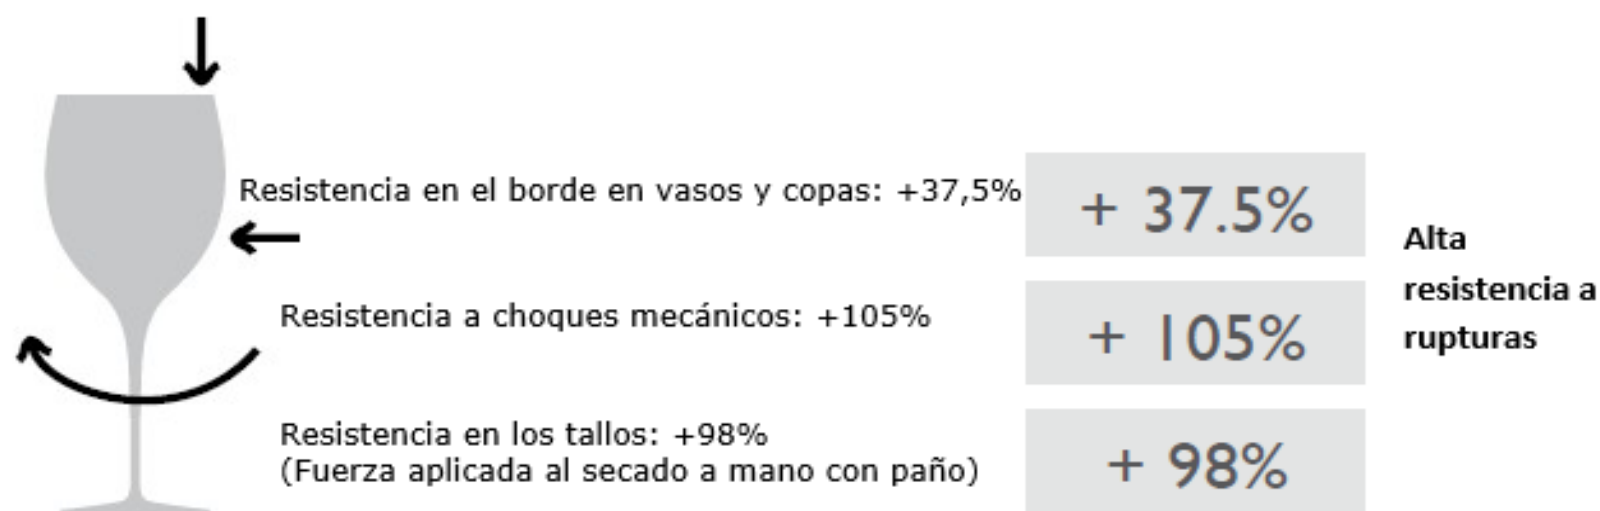 Resistencia en el borde en vasos y copas: +37,5%
+ 37.5%
Resistencia a choques mecánicos: +105%
+ 105%
Resistencia en los tallos: +98%
(Fuerza aplicada al secado a mano con paño)
+ 98%
Alta
resistencia a
rupturas